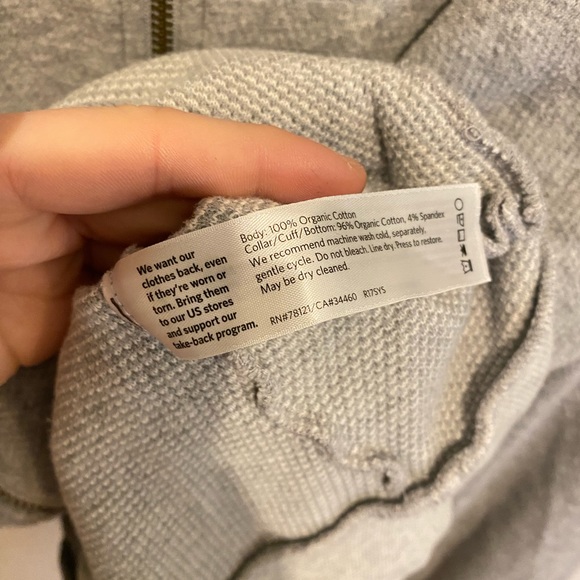 We want our
clothes back, even
if they're worn or
torn. Bring them
to our US stores
and support our
take-back program.
Body: 100% Organic Cotton
Collar/Cuff/Bottom: 96% Organic Cotton, 4% Spandex
We recommend machine wash cold, separately,
gentle cycle. Do not bleach. Line dry. Press to restore.
May be dry cleaned.
RN#78121/CA#34460 R17SYS